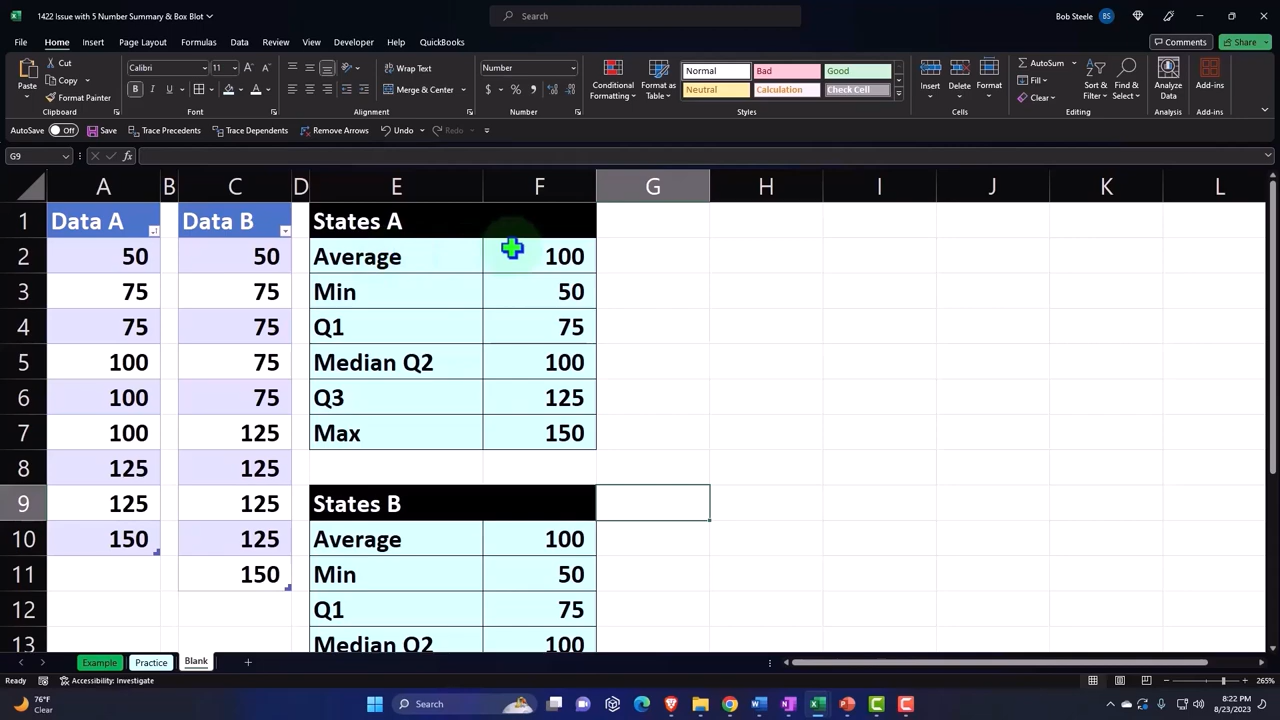 1422 Issue with 5 Number Summary & Box Blot
Search
Bob Steele
BS
File Home Insert Page Layout Formulas Data Review View Developer Help QuickBooks
Comments
Share
Paste
Cut
Copy
Format Painter
Clipboard
Calibri
11
B I U
Font
Wrap Text
Merge & Center
Alignment
Number
$ % 9
Number
Conditional Formatting
Format as Table
Normal Bad Good
Neutral Calculation Check Cell
Styles
Insert Delete Format
Cells
AutoSum
Fill
Clear
Sort & Filter
Find & Select
Editing
Analyze Data
Analysis
Add-ins
Add-ins
AutoSave Off Save Trace Precedents Trace Dependents Remove Arrows Undo Redo
G9
fx
A B C D E F G H I J K L
1 Data A Data B States A
2 50 50 Average 100
3 75 75 Min 50
4 75 75 Q1 75
5 100 75 Median Q2 100
6 100 75 Q3 125
7 100 125 Max 150
8 125 125
9 125 125 States B
10 150 125 Average 100
11 150 Min 50
12 Q1 75
13 Median Q2 100
Example Practice Blank
Ready
Accessibility: Investigate
265%
76°F
Clear
Search
8:22 PM
8/23/2023